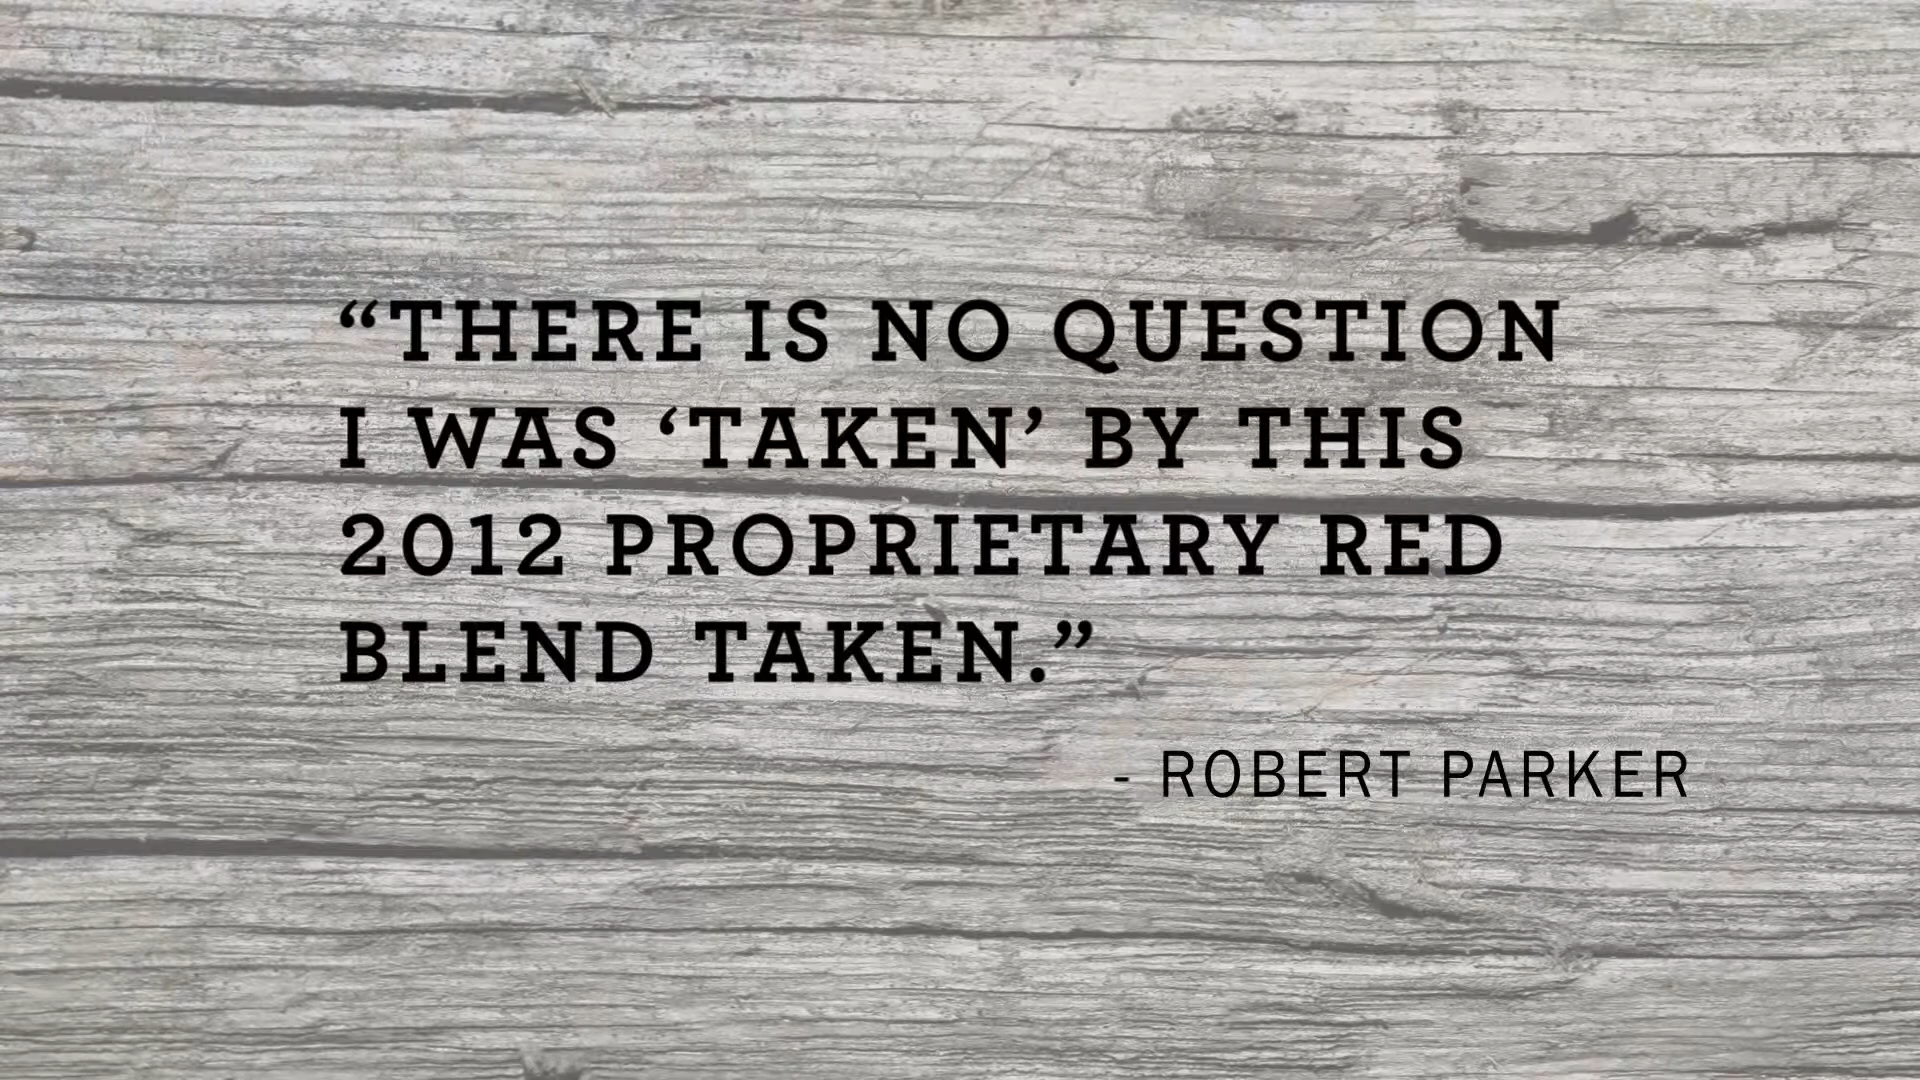 “THERE IS NO QUESTION
I WAS ‘TAKEN’ BY THIS
2012 PROPRIETARY RED
BLEND TAKEN.”
- ROBERT PARKER